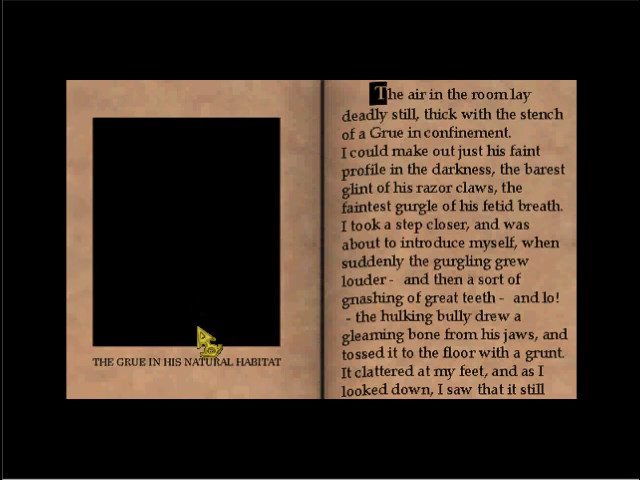 THE GRUE IN HIS NATURAL HABITAT
The air in the room lay
deadly still, thick with the stench
of a Grue in confinement.
I could make out just his faint
profile in the darkness, the barest
glint of his razor claws, the
faintest gurgle of his fetid breath.
I took a step closer, and was
about to introduce myself, when
suddenly the gurgling grew
louder - and then a sort of
gnashing of great teeth - and lo!
- the hulking bully drew a
gleaming bone from his jaws, and
tossed it to the floor with a grunt.
It clattered at my feet, and as I
looked down, I saw that it still